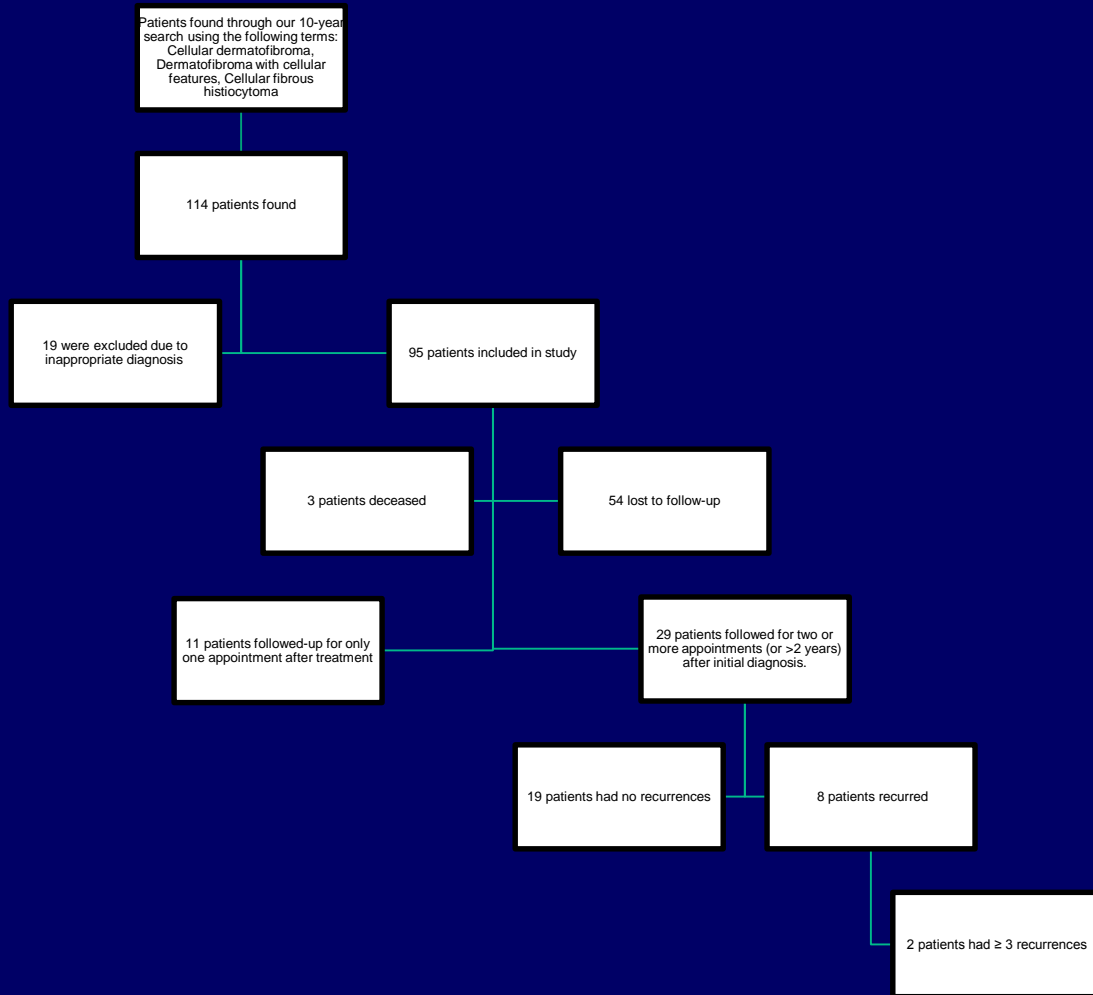 Patients found through our 10-year
search using the following terms:
Cellular dermatofibroma,
Dermatofibroma with cellular
features, Cellular fibrous
histiocytoma
114 patients found
19 were excluded due to
inappropriate diagnosis
95 patients included in study
3 patients deceased
54 lost to follow-up
11 patients followed-up for only
one appointment after treatment
29 patients followed for two or
more appointments (or >2 years)
after initial diagnosis.
19 patients had no recurrences
8 patients recurred
2 patients had ≥ 3 recurrences